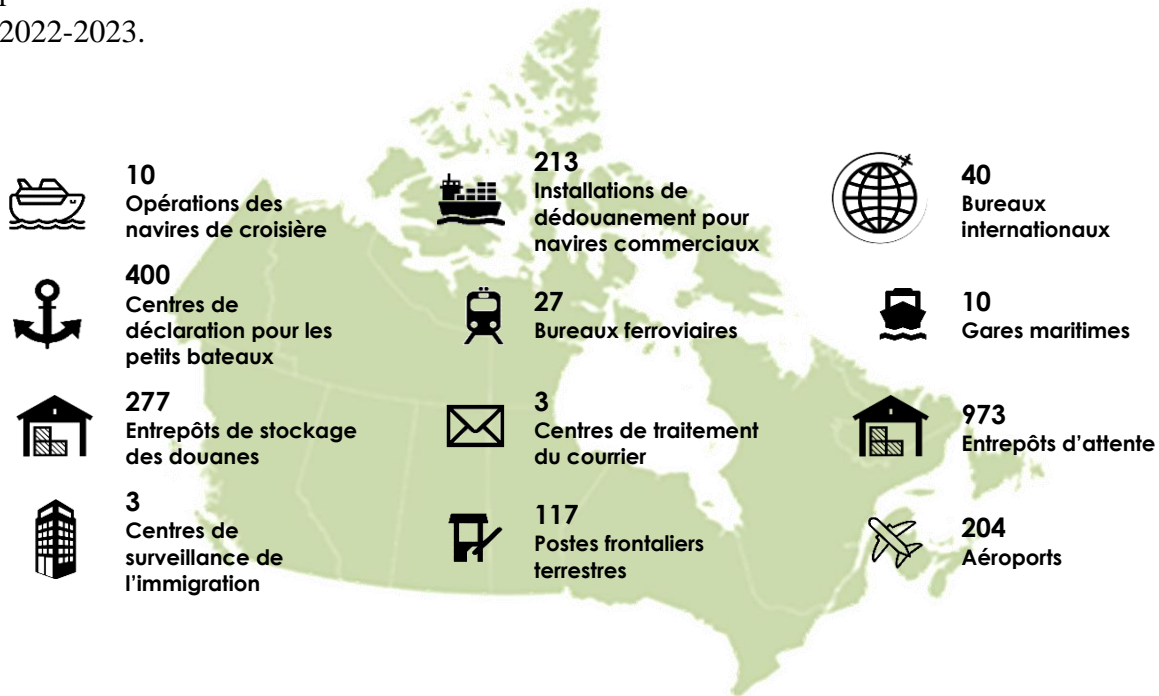 2022-2023.
10
Opérations des
navires de croisière
400
Centres de
déclaration pour les
petits bateaux
277
Entrepôts de stockage
des douanes
3
Centres de
surveillance de
l'immigration
213
Installations de
dédouanement pour
navires commerciaux
27
Bureaux ferroviaires
3
Centres de traitement
du courrier
117
Postes frontaliers
terrestres
40
Bureaux
internationaux
10
Gares maritimes
973
Entrepôts d'attente
204
Aéroports